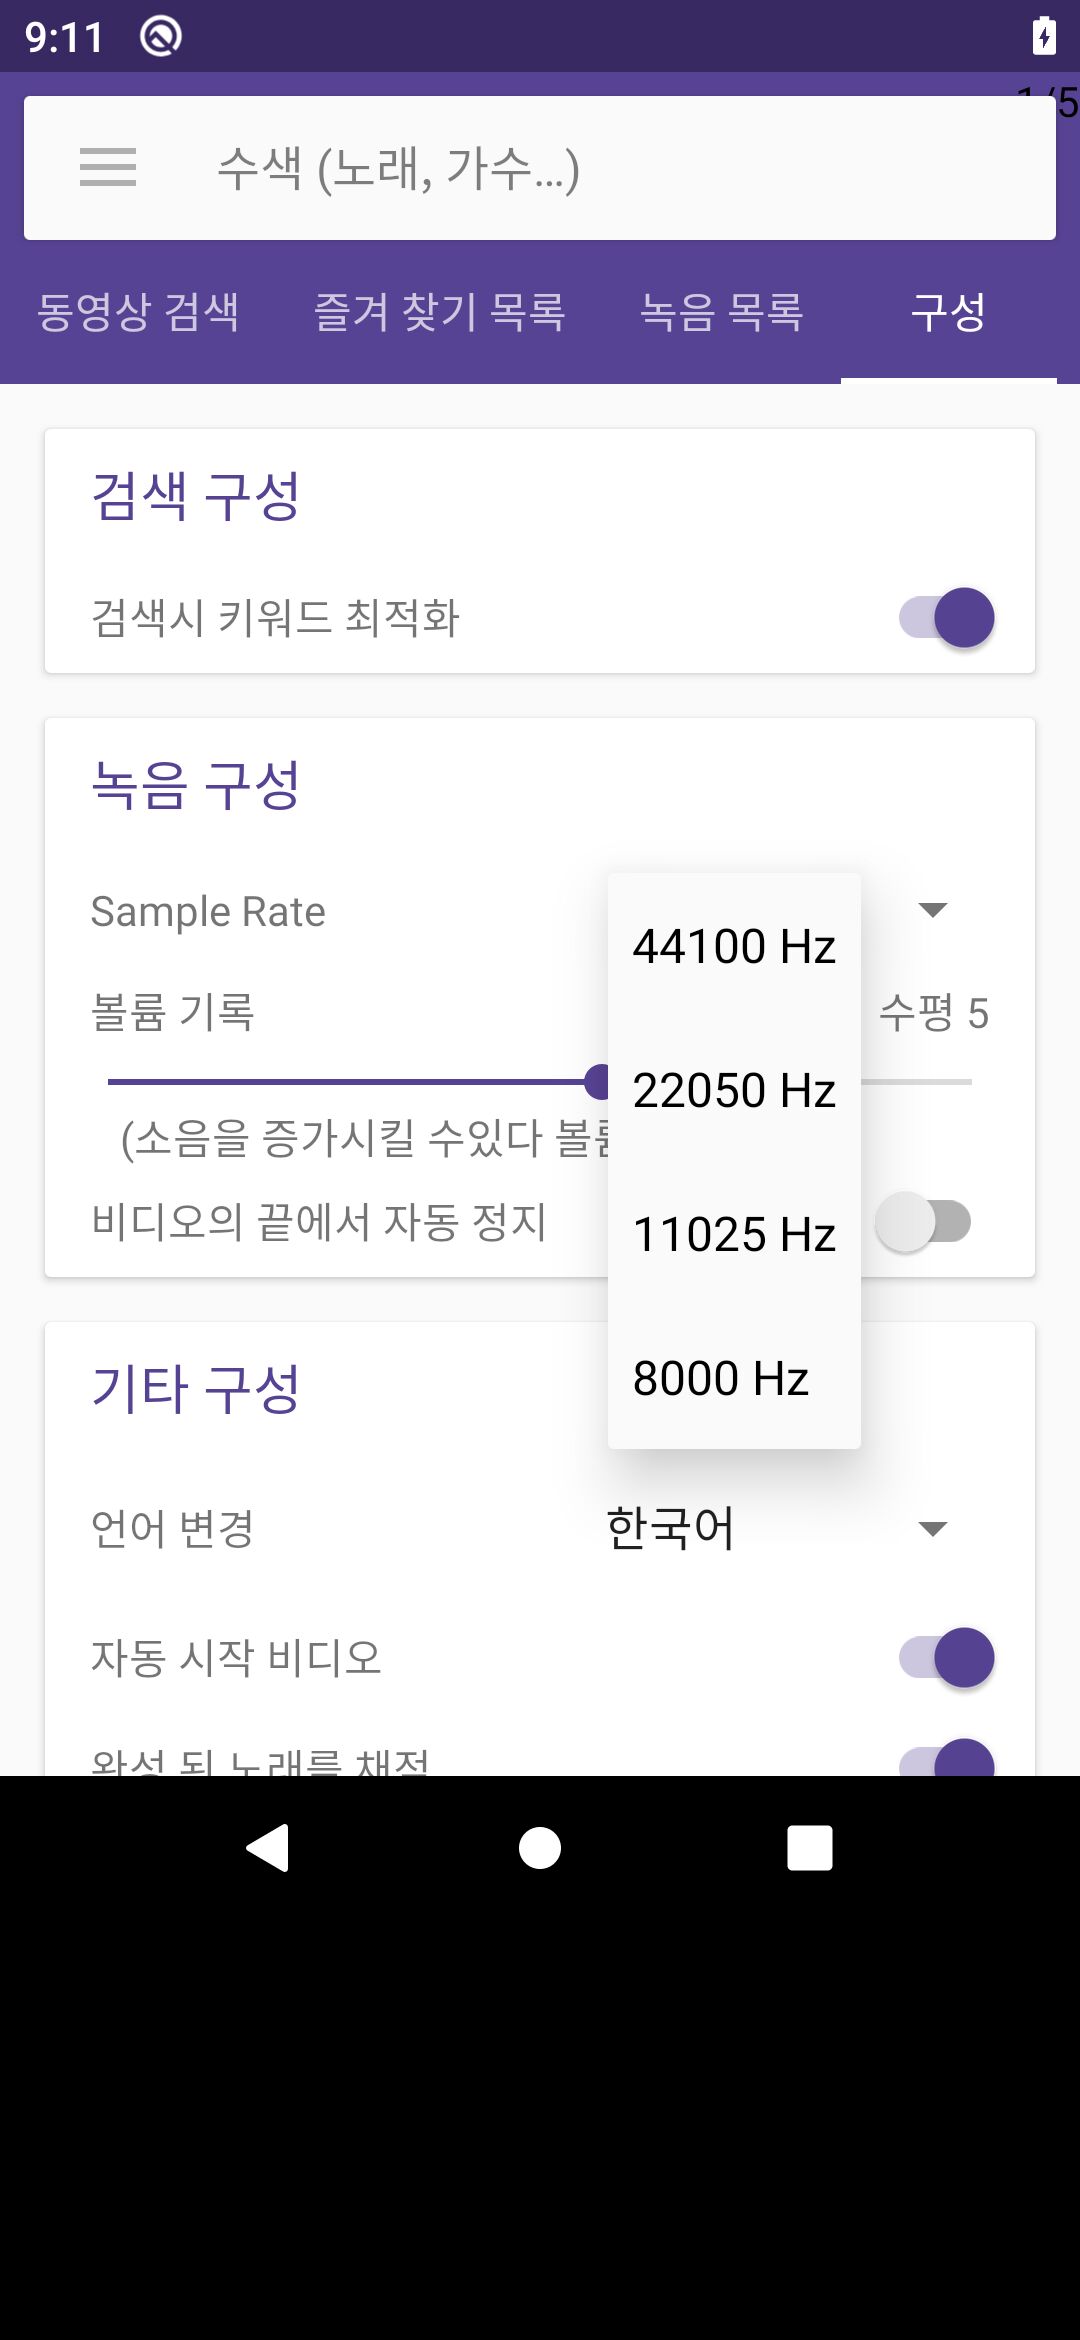 9:11
1/5
수색 (노래, 가수...)
동영상 검색
즐겨 찾기 목록
녹음 목록
구성
검색 구성
검색시 키워드 최적화
녹음 구성
Sample Rate
44100 Hz
볼륨 기록
수평 5
22050 Hz
(소음을 증가시킬 수있다 볼륨
비디오의 끝에서 자동 정지
11025 Hz
8000 Hz
기타 구성
언어 변경
한국어
자동 시작 비디오
완성 된 노래를 채점